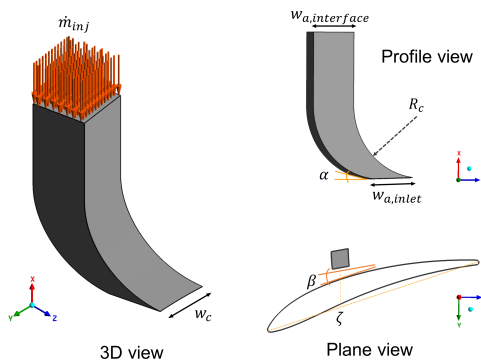 ṁ_inj
w_c
X
Y
Z
3D view
w_a,interface
Profile view
R_c
α
w_a,inlet
X
β
ζ
Y
Plane view